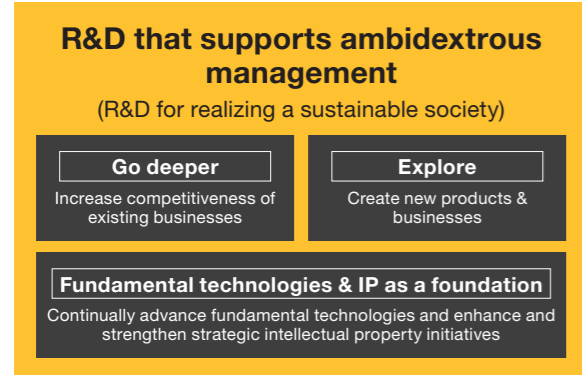 R&D that supports ambidextrous
management
(R&D for realizing a sustainable society)
Go deeper
Increase competitiveness of
existing businesses
Explore
Create new products &
businesses
Fundamental technologies & IP as a foundation
Continually advance fundamental technologies and enhance and
strengthen strategic intellectual property initiatives